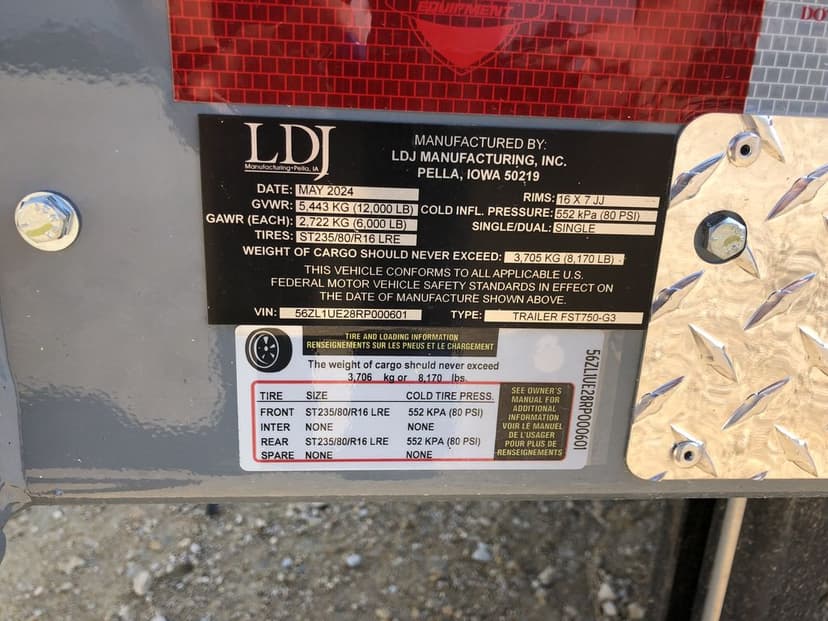 EQUIPMENT
DO
LDJ
Manufacturing•Pella, IA
MANUFACTURED BY:
LDJ MANUFACTURING, INC.
PELLA, IOWA 50219
DATE: MAY 2024
GVWR: 5,443 KG (12,000 LB)
GAWR (EACH): 2,722 KG (6,000 LB)
TIRES: ST235/80/R16 LRE
RIMS: 16 X 7 JJ
COLD INFL. PRESSURE: 552 kPa (80 PSI)
SINGLE/DUAL: SINGLE
WEIGHT OF CARGO SHOULD NEVER EXCEED: 3,705 KG (8,170 LB)
THIS VEHICLE CONFORMS TO ALL APPLICABLE U.S.
FEDERAL MOTOR VEHICLE SAFETY STANDARDS IN EFFECT ON
THE DATE OF MANUFACTURE SHOWN ABOVE.
VIN: 56ZL1UE28RP000601 TYPE: TRAILER FST750-G3
TIRE AND LOADING INFORMATION
RENSEIGNEMENTS SUR LES PNEUS ET LE CHARGEMENT
The weight of cargo should never exceed
3,706 kg or 8,170 lbs.
TIRE SIZE COLD TIRE PRESS.
FRONT ST235/80/R16 LRE 552 KPA (80 PSI)
INTER NONE NONE
REAR ST235/80/R16 LRE 552 KPA (80 PSI)
SPARE NONE NONE
SEE OWNER'S
MANUAL FOR
ADDITIONAL
INFORMATION
VOIR LE MANUEL
DE L'USAGER
POUR PLUS DE
RENSEIGNEMENTS
56ZL1UE28RP000601